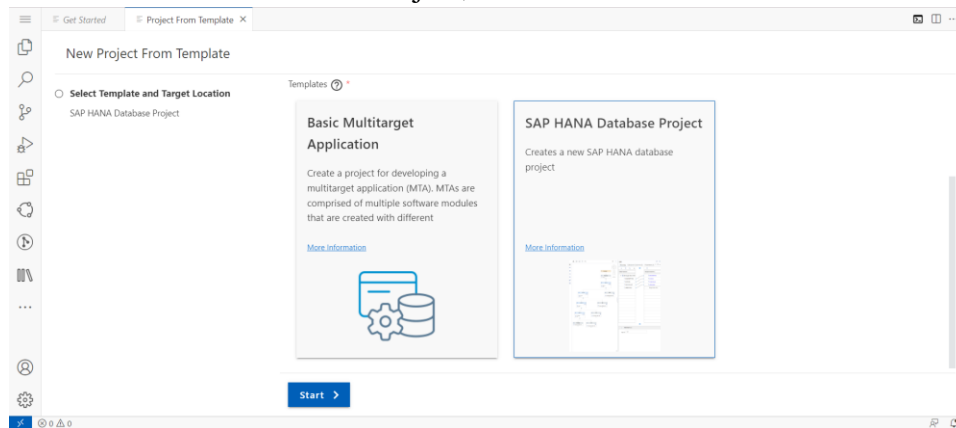 Get Started
Project From Template
New Project From Template
Select Template and Target Location
SAP HANA Database Project
Templates ? *
Basic Multitarget
Application
Create a project for developing a
multitarget application (MTA). MTAs are
comprised of multiple software modules
that are created with different
More Information
SAP HANA Database Project
Creates a new SAP HANA database
project
More Information
Start >
0 0